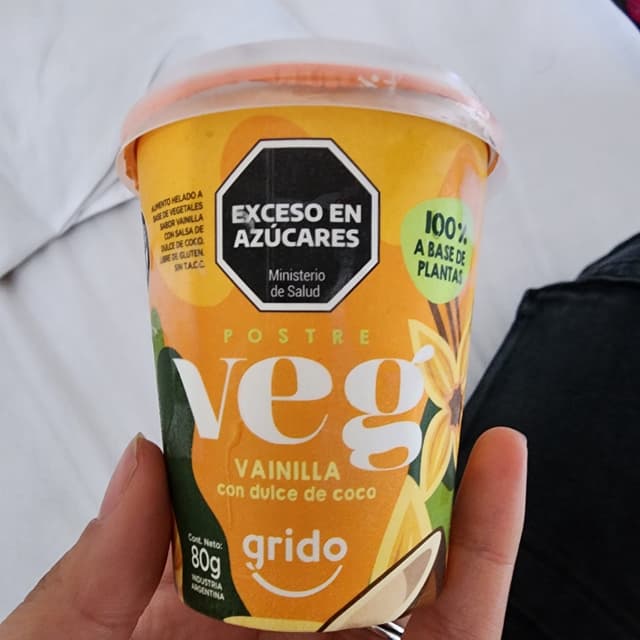 EXCESO EN
AZÚCARES
Ministerio
de Salud
ALIMENTO HELADO A
BASE DE VEGETALES
SABOR VAINILLA
CON SALSA DE
DULCE DE COCO.
LIBRE DE GLUTEN.
SIN T.A.C.C.
100%
A BASE DE
PLANTAS
POSTRE
veg
VAINILLA
con dulce de coco
grido
Cont. Neto:
80g
INDUSTRIA
ARGENTINA